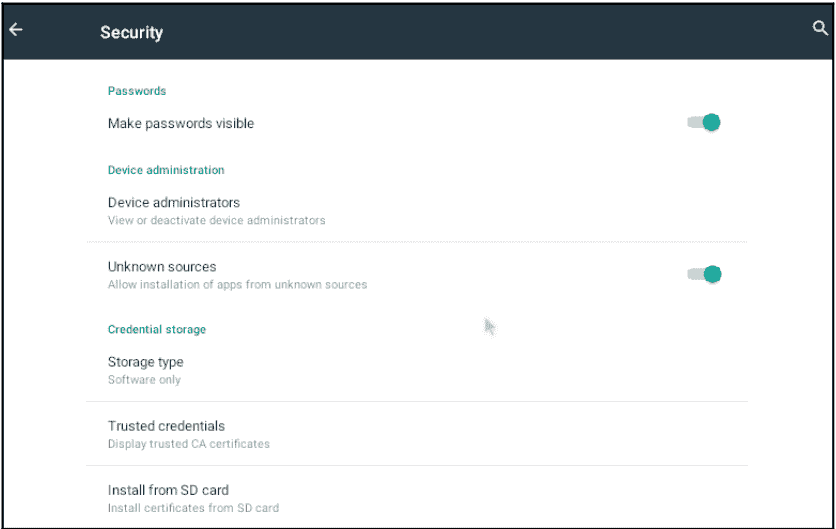 Security
Passwords
Make passwords visible
Device administration
Device administrators
View or deactivate device administrators
Unknown sources
Allow installation of apps from unknown sources
Credential storage
Storage type
Software only
Trusted credentials
Display trusted CA certificates
Install from SD card
Install certificates from SD card